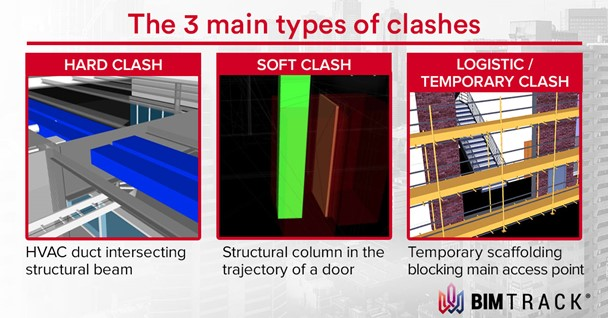 The 3 main types of clashes
HARD CLASH
HVAC duct intersecting
structural beam
SOFT CLASH
Structural column in the
trajectory of a door
LOGISTIC /
TEMPORARY CLASH
Temporary scaffolding
blocking main access point
BIMTRACK®